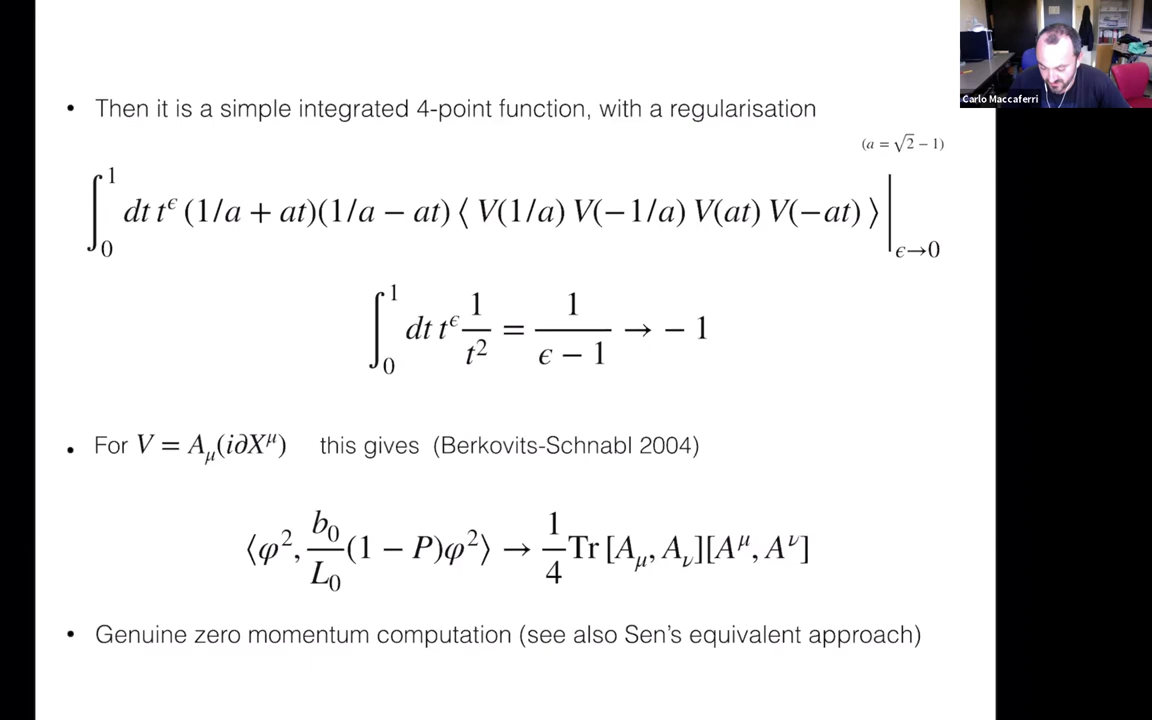 Carlo Maccaferri
• Then it is a simple integrated 4-point function, with a regularisation
(a = √2 − 1)
∫₀¹ dt t^ϵ (1/a + at)(1/a − at) ⟨ V(1/a) V(−1/a) V(at) V(−at) ⟩|_{ϵ→0}
∫₀¹ dt t^ϵ 1/t² = 1/(ϵ − 1) → − 1
• For V = A_μ(i∂X^μ) this gives (Berkovits-Schnabl 2004)
⟨φ², b₀/L₀ (1 − P)φ²⟩ → 1/4 Tr [A_μ, A_ν][A^μ, A^ν]
• Genuine zero momentum computation (see also Sen's equivalent approach)